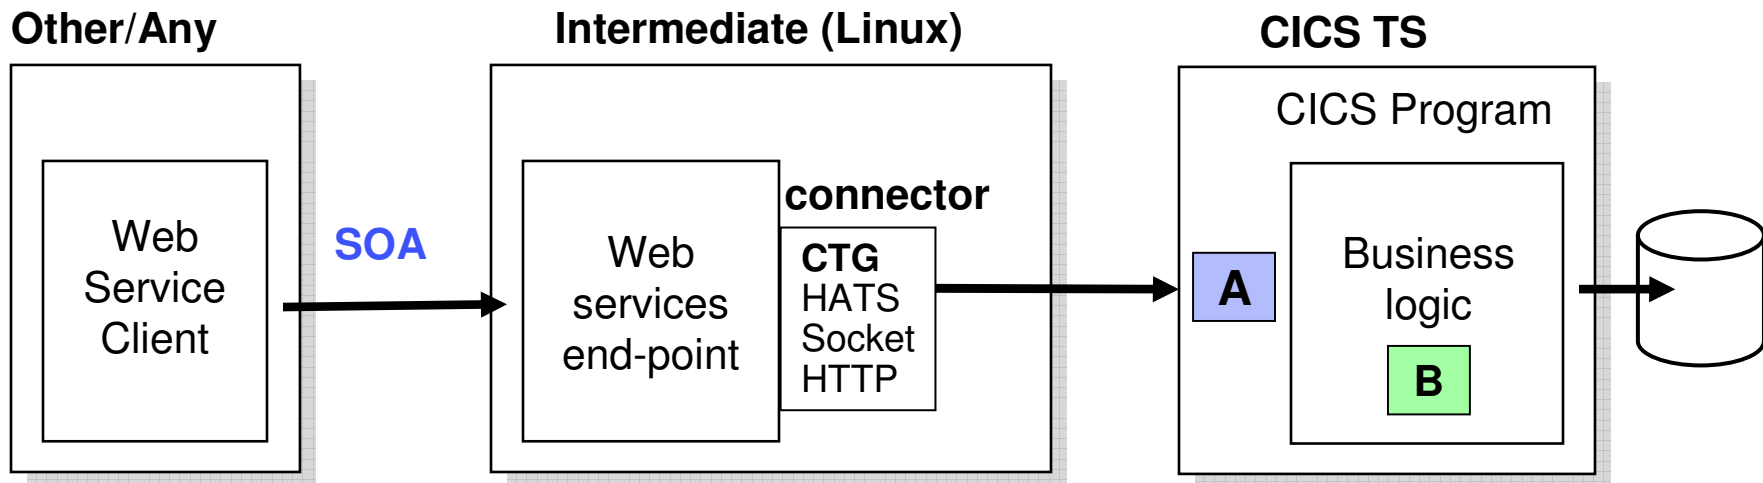 Other/Any
Intermediate (Linux)
CICS TS
CICS Program
Web
Service
Client
SOA
Web
services
end-point
connector
CTG
HATS
Socket
HTTP
A
Business
logic
B